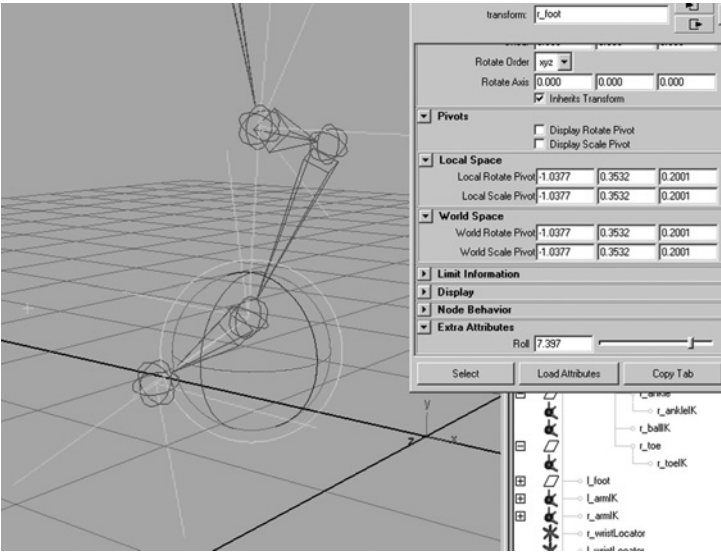 transform: r_foot
Rotate Order xyz
Rotate Axis 0.000 0.000 0.000
Inherits Transform
Pivots
Display Rotate Pivot
Display Scale Pivot
Local Space
Local Rotate Pivot -1.0377 0.3532 0.2001
Local Scale Pivot -1.0377 0.3532 0.2001
World Space
World Rotate Pivot -1.0377 0.3532 0.2001
World Scale Pivot -1.0377 0.3532 0.2001
Limit Information
Display
Node Behavior
Extra Attributes
Roll 7.397
Select Load Attributes Copy Tab
r_ankle
r_ankleIK
r_ballIK
r_toe
r_toeIK
l_foot
l_armIK
r_armIK
r_wristLocator
l_wristLocator
y
z x